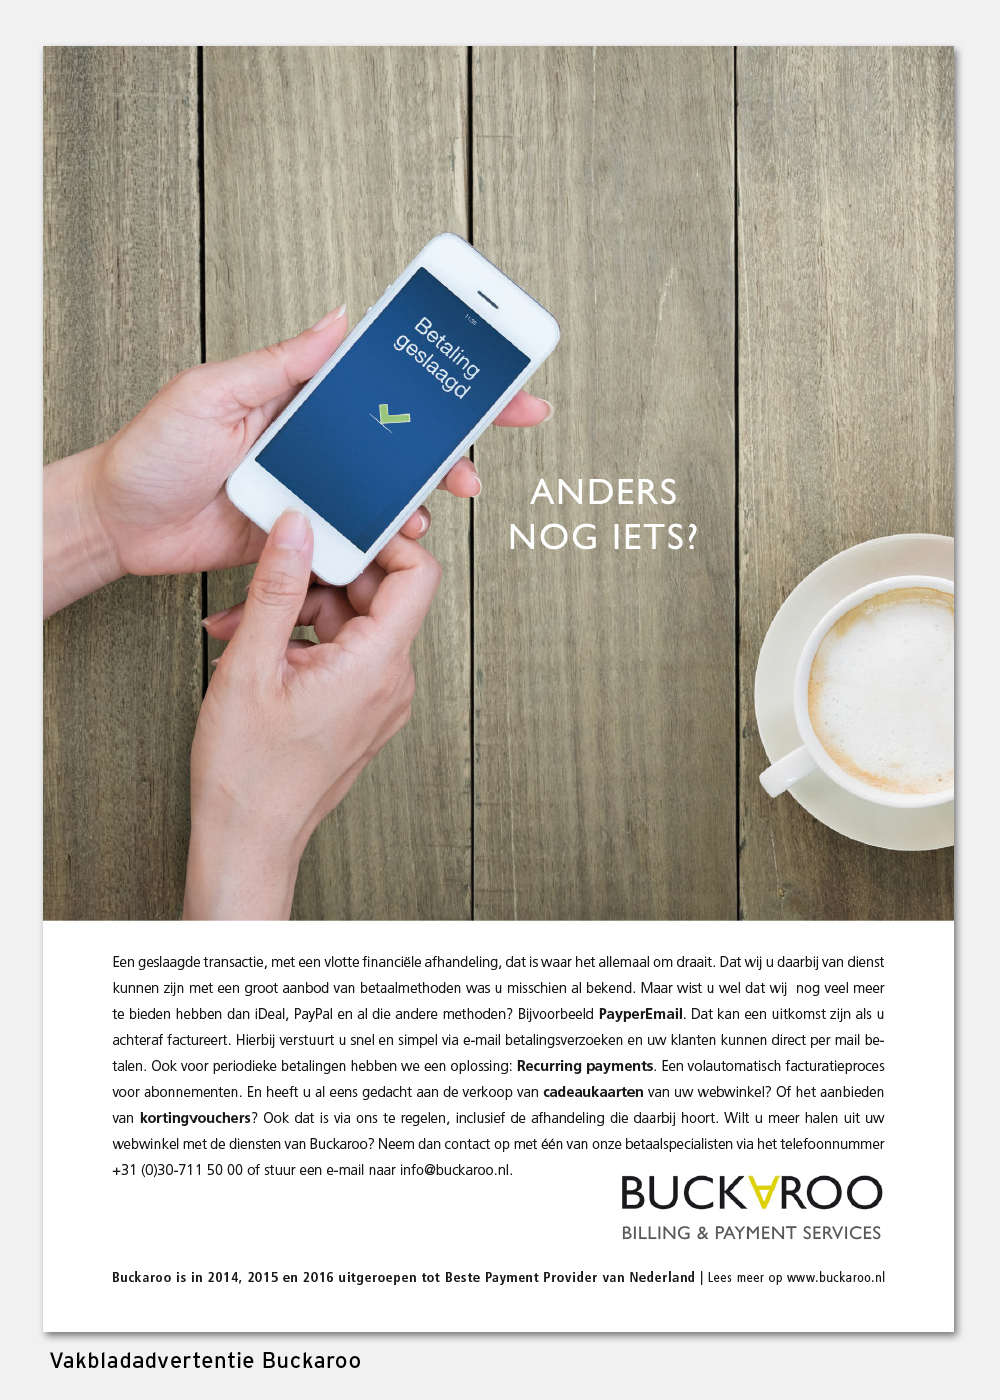 11:50
Betaling
geslaagd
ANDERS
NOG IETS?
Een geslaagde transactie, met een vlotte financiële afhandeling, dat is waar het allemaal om draait. Dat wij u daarbij van dienst
kunnen zijn met een groot aanbod van betaalmethoden was u misschien al bekend. Maar wist u wel dat wij  nog veel meer
te bieden hebben dan iDeal, PayPal en al die andere methoden? Bijvoorbeeld PayperEmail. Dat kan een uitkomst zijn als u
achteraf factureert. Hierbij verstuurt u snel en simpel via e-mail betalingsverzoeken en uw klanten kunnen direct per mail be-
talen. Ook voor periodieke betalingen hebben we een oplossing: Recurring payments. Een volautomatisch facturatieproces
voor abonnementen. En heeft u al eens gedacht aan de verkoop van cadeaukaarten van uw webwinkel? Of het aanbieden
van kortingvouchers? Ook dat is via ons te regelen, inclusief de afhandeling die daarbij hoort. Wilt u meer halen uit uw
webwinkel met de diensten van Buckaroo? Neem dan contact op met één van onze betaalspecialisten via het telefoonnummer
+31 (0)30-711 50 00 of stuur een e-mail naar info@buckaroo.nl.
BUCKAROO
BILLING & PAYMENT SERVICES
Buckaroo is in 2014, 2015 en 2016 uitgeroepen tot Beste Payment Provider van Nederland | Lees meer op www.buckaroo.nl
Vakbladadvertentie Buckaroo